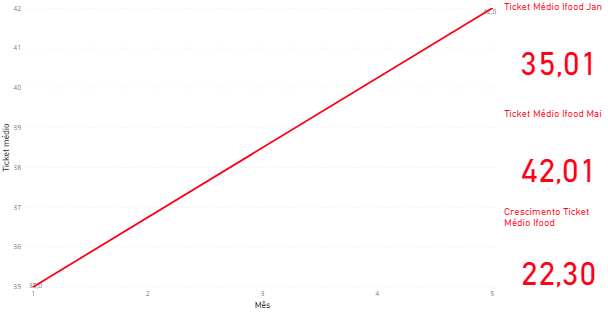 42
41
40
39
38
37
36
35
Ticket médio
1
2
3
4
5
Mês
Ticket Médio Ifood Jan
35,01
Ticket Médio Ifood Mai
42,01
Crescimento Ticket
Médio Ifood
22,30